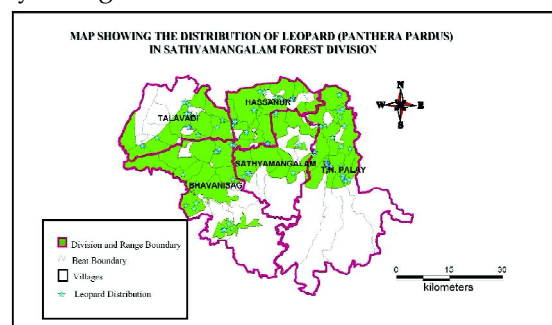 MAP SHOWING THE DISTRIBUTION OF LEOPARD (PANTHERA PARDUS)
IN SATHYAMANGALAM FOREST DIVISION
N
W E
S
HASSANUR
TALAVADI
SATHYAMANGALAM
T.N. PALAY
BHAVANISAG
Division and Range Boundary
Beat Boundary
Villages
Leopard Distribution
0 15 30
kilometers